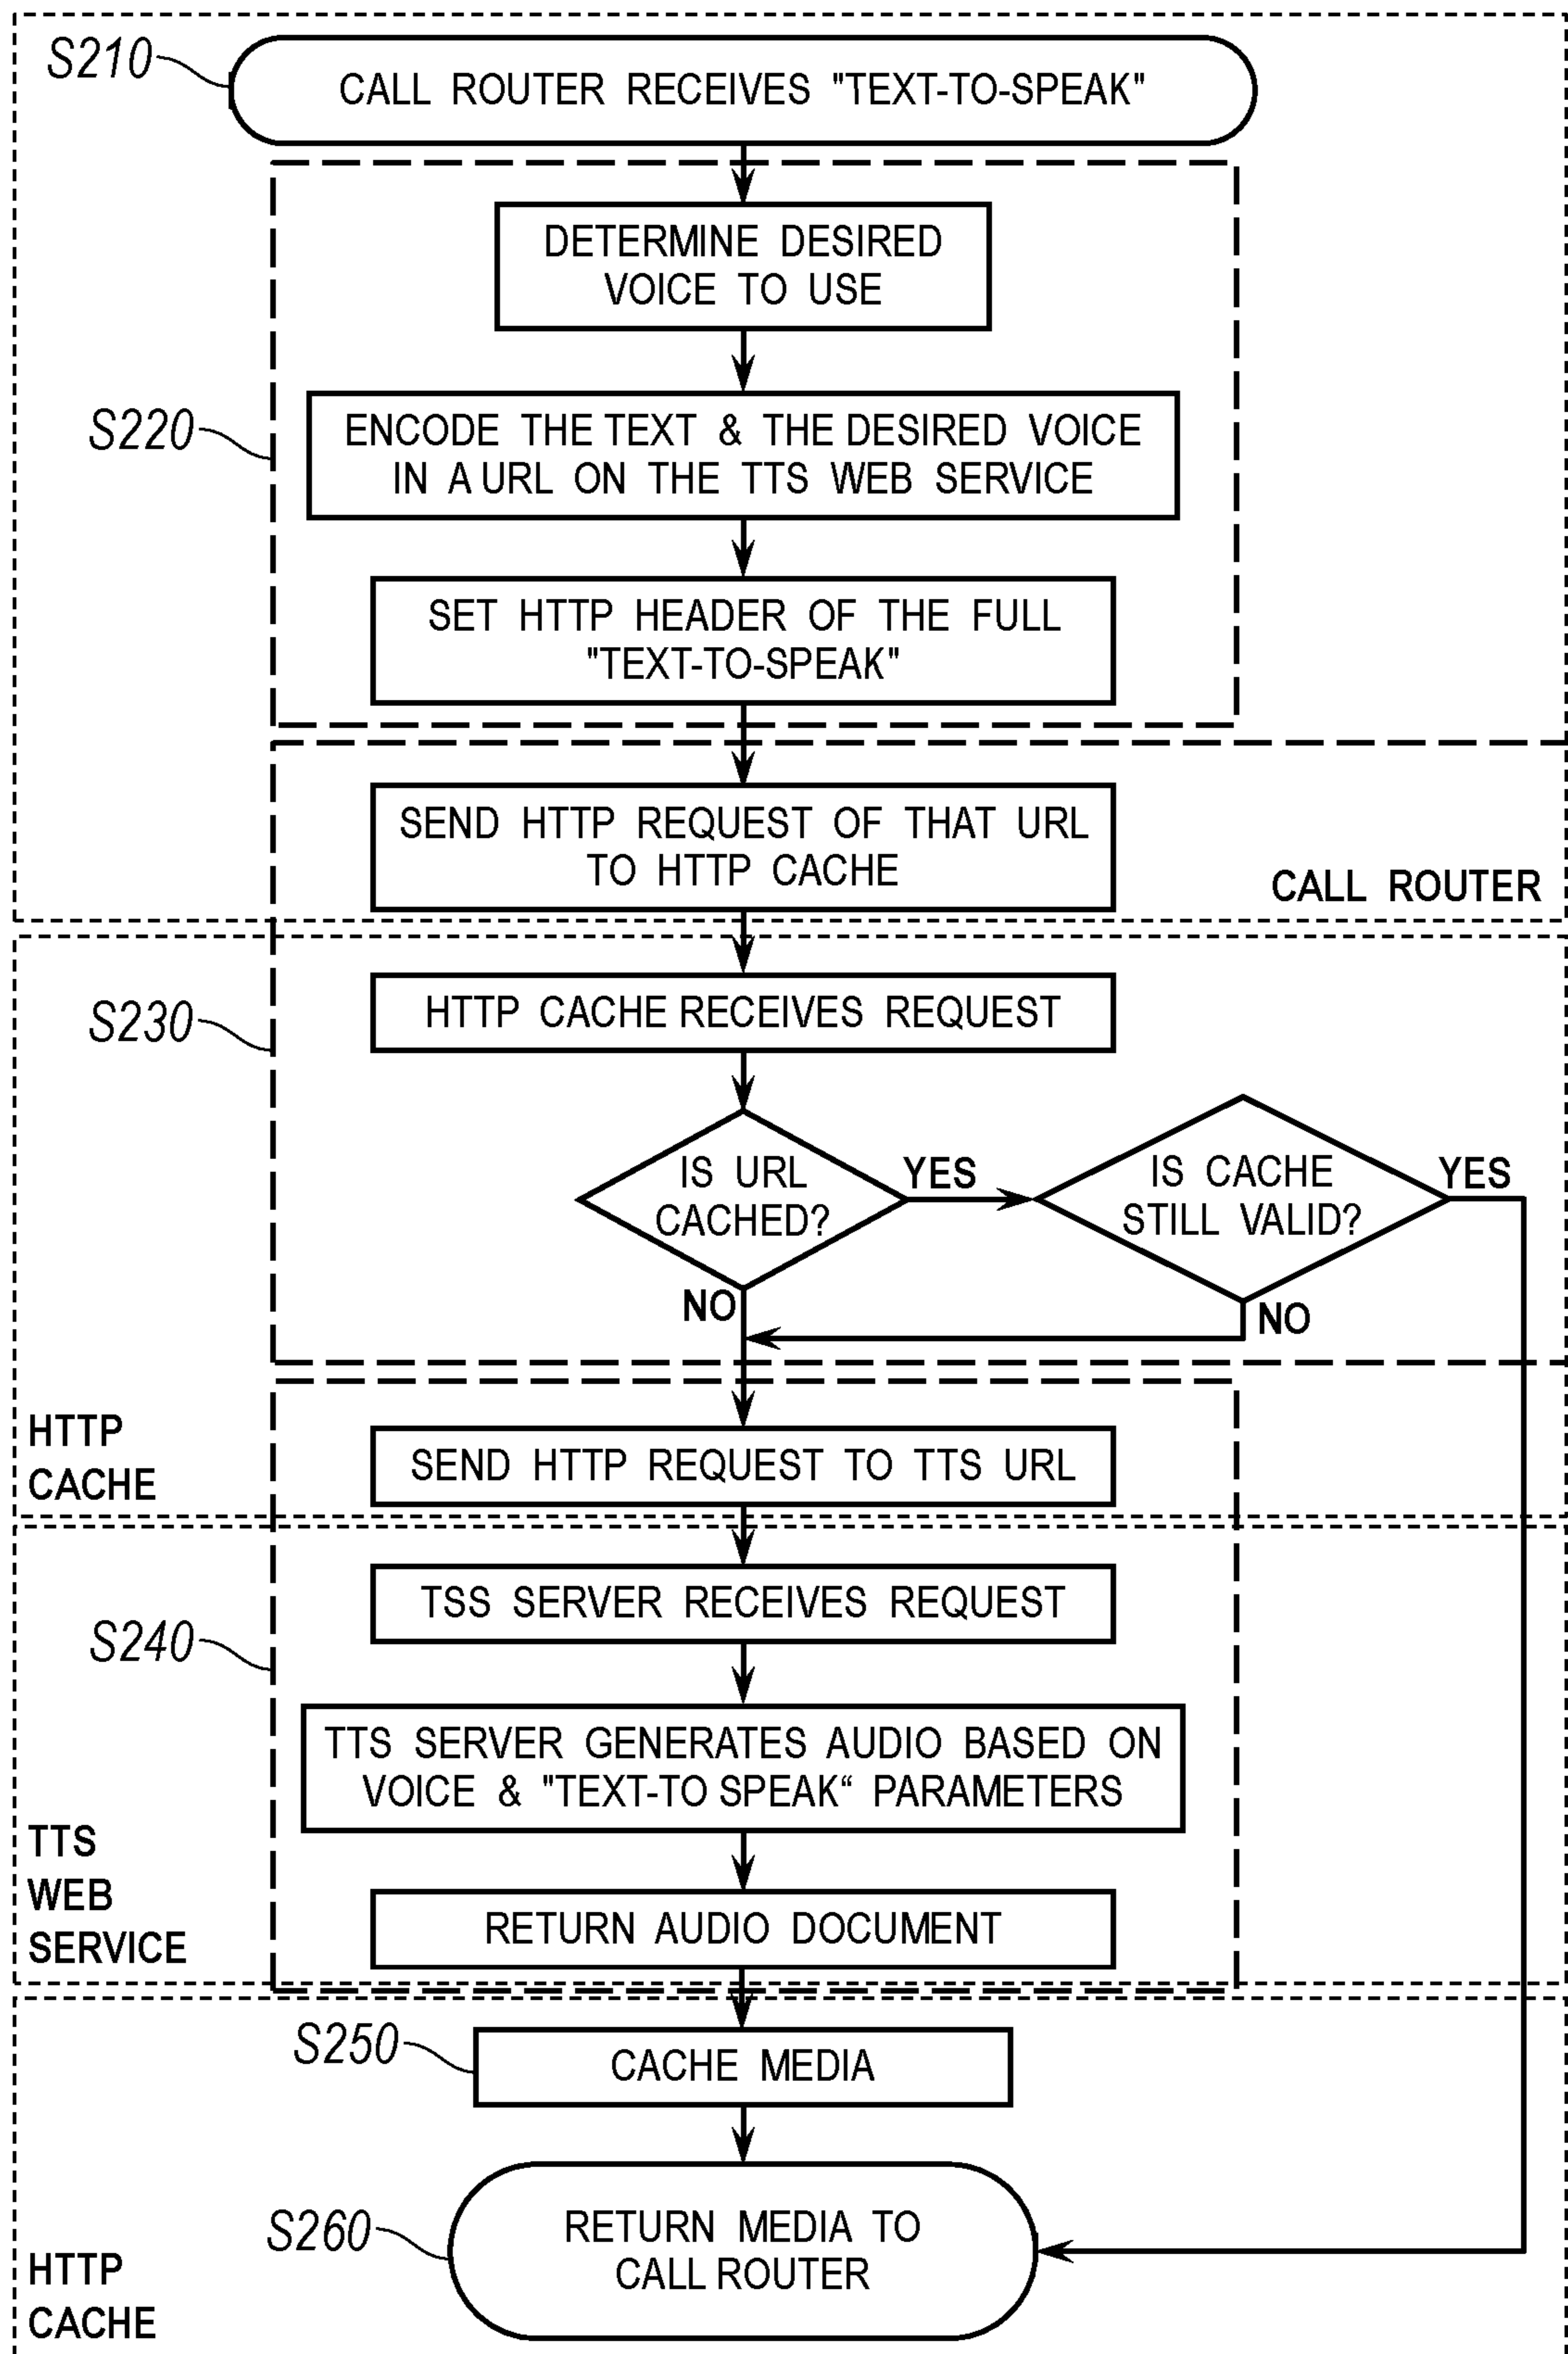 S210
CALL ROUTER RECEIVES "TEXT-TO-SPEAK"
DETERMINE DESIRED
VOICE TO USE
S220
ENCODE THE TEXT & THE DESIRED VOICE
IN A URL ON THE TTS WEB SERVICE
SET HTTP HEADER OF THE FULL
"TEXT-TO-SPEAK"
SEND HTTP REQUEST OF THAT URL
TO HTTP CACHE
CALL ROUTER
S230
HTTP CACHE RECEIVES REQUEST
IS URL
CACHED?
YES
IS CACHE
STILL VALID?
YES
NO
NO
HTTP
CACHE
SEND HTTP REQUEST TO TTS URL
TSS SERVER RECEIVES REQUEST
S240
TTS SERVER GENERATES AUDIO BASED ON
VOICE & "TEXT-TO SPEAK“ PARAMETERS
TTS
WEB
SERVICE
RETURN AUDIO DOCUMENT
S250
CACHE MEDIA
S260
RETURN MEDIA TO
CALL ROUTER
HTTP
CACHE